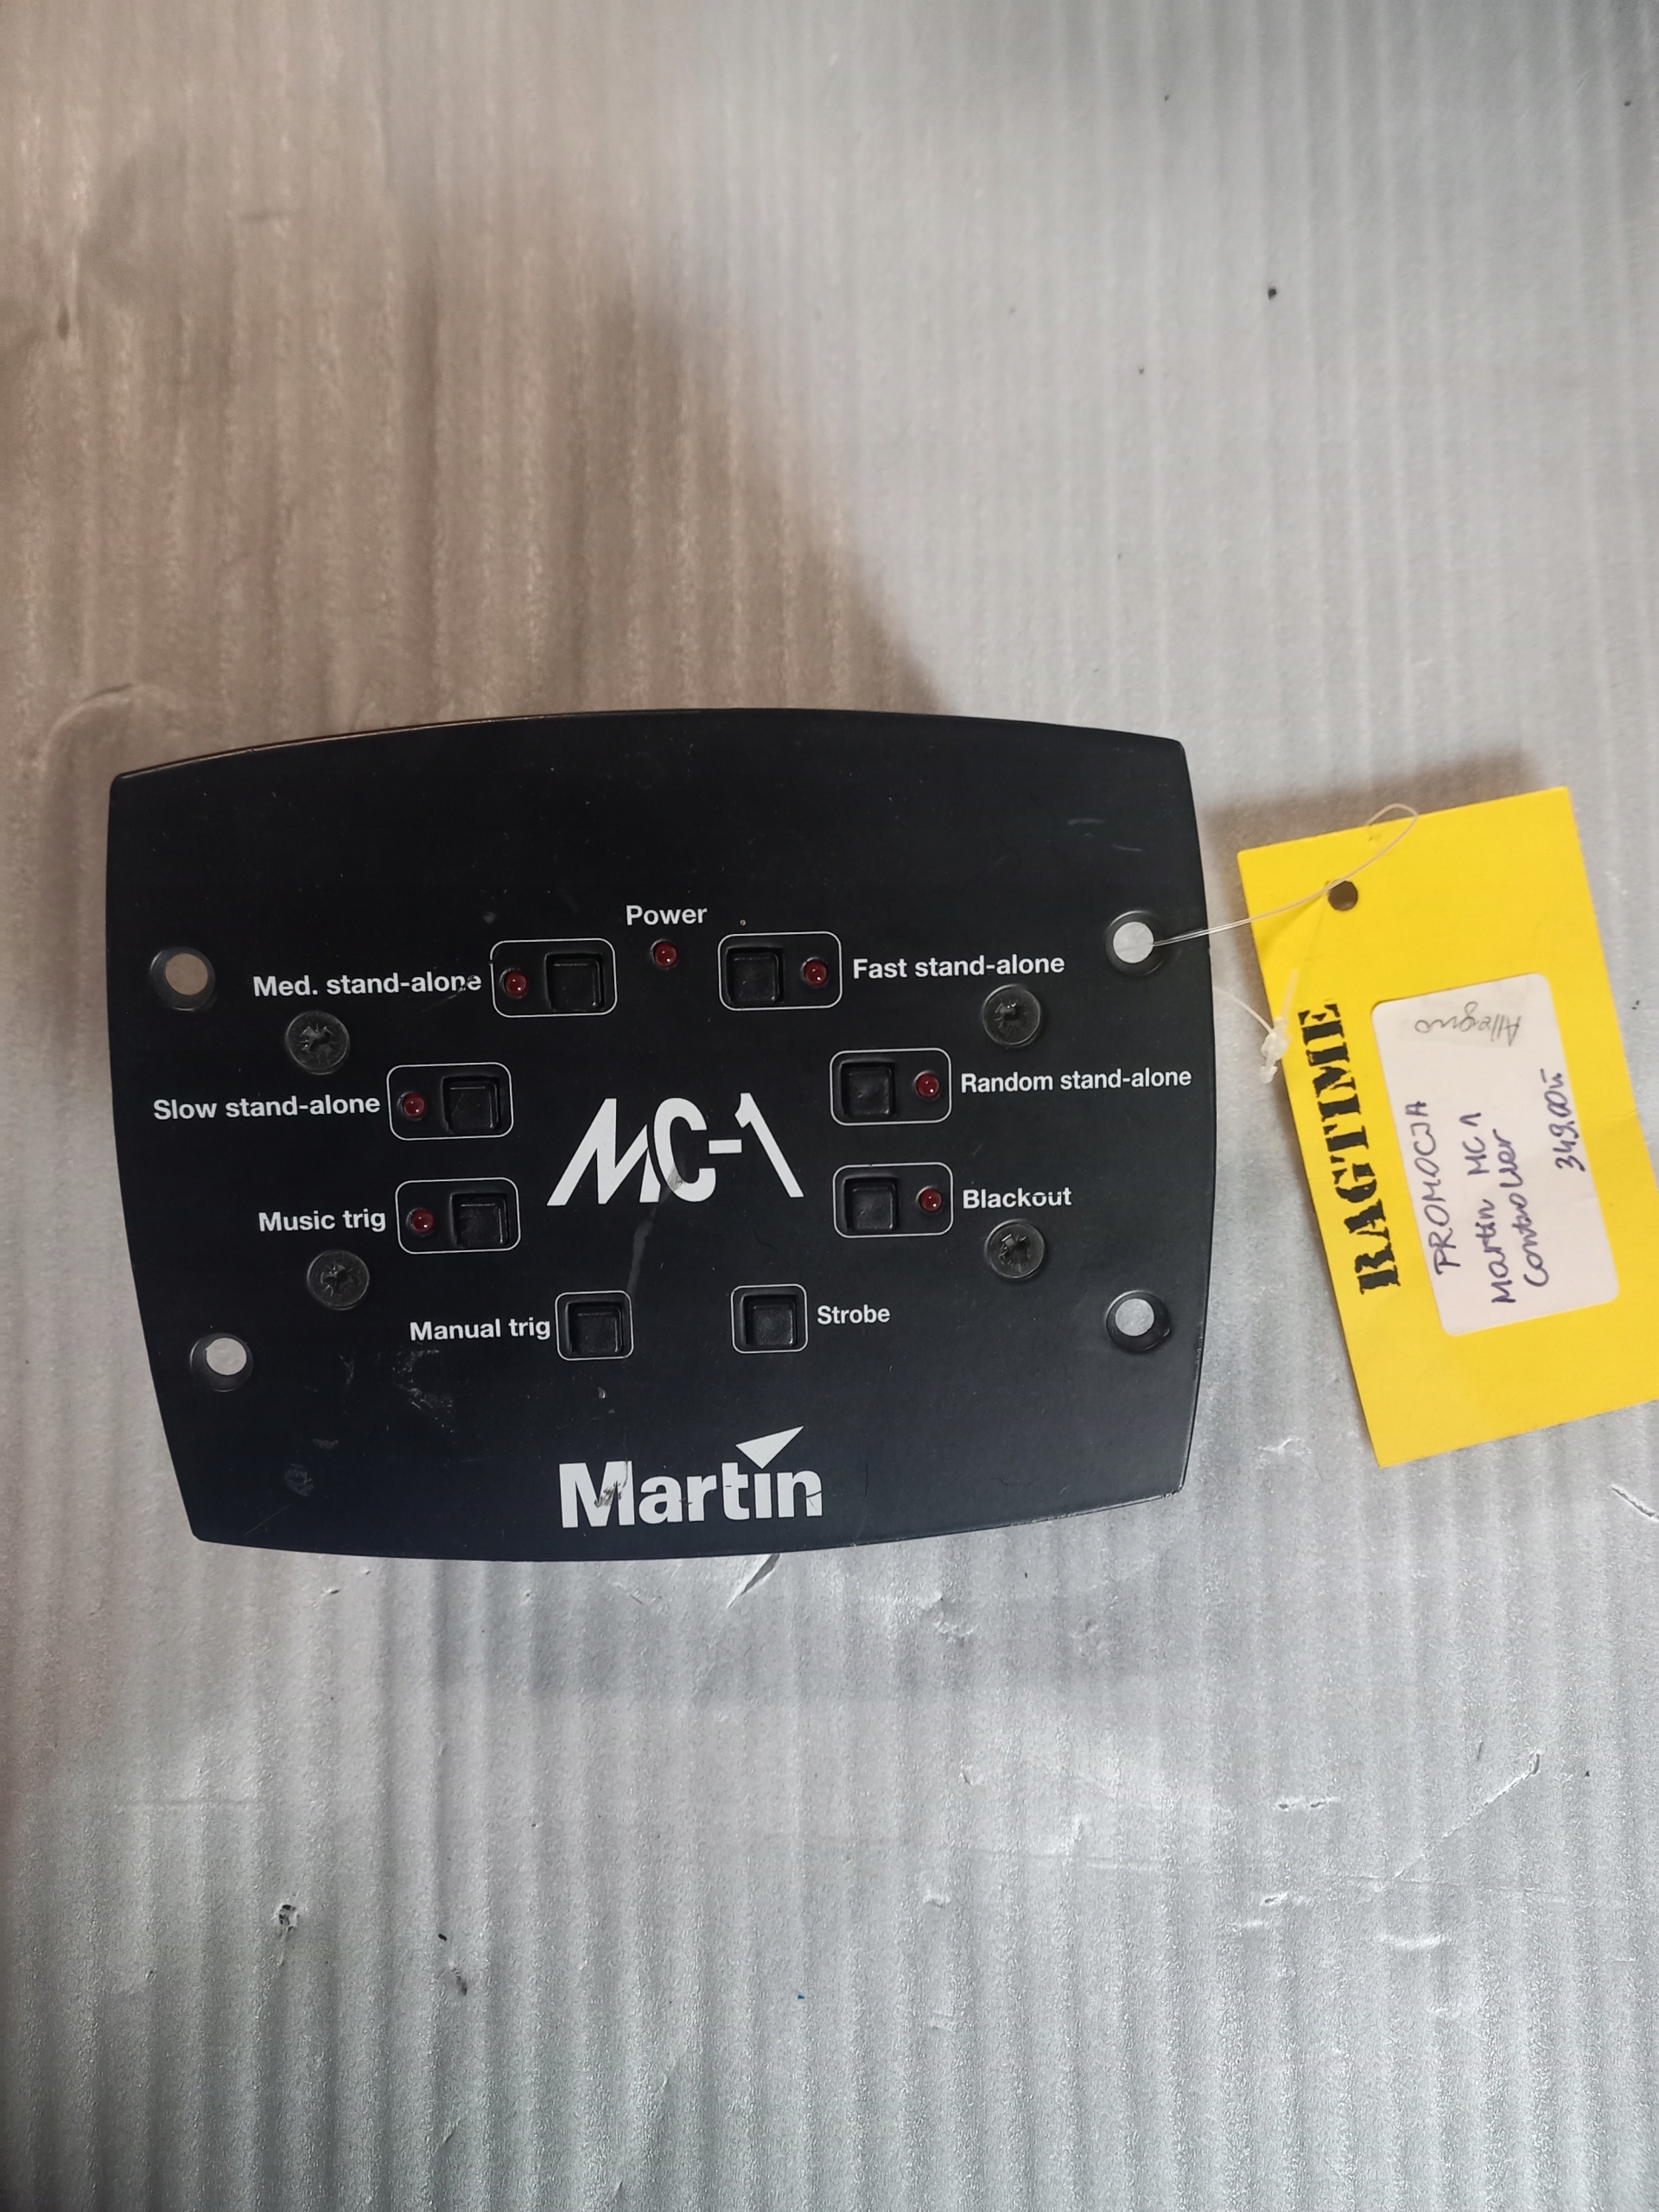 Power
Med. stand-alone
Fast stand-alone
Slow stand-alone
Random stand-alone
MC-1
Music trig
Blackout
Manual trig
Strobe
Martin
RAGTIME
Allegro
PROMOCJA
Martin MC 1
Controller
349.00zł